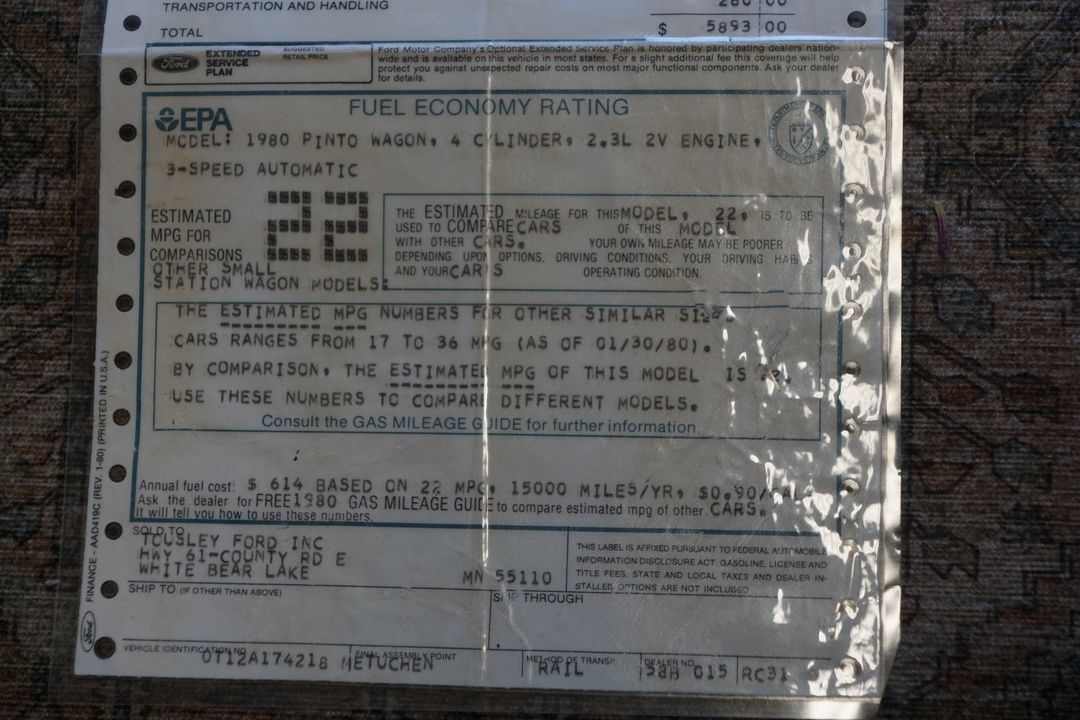 TRANSPORTATION AND HANDLING 280 00
TOTAL $ 5893 00
Ford EXTENDED SERVICE PLAN
SUGGESTED RETAIL PRICE
Ford Motor Company's Optional Extended Service Plan is honored by participating dealers nation-
wide and is available on this vehicle in most states. For a slight additional fee this coverage will help
protect you against unexpected repair costs on most major functional components. Ask your dealer
for details.
EPA FUEL ECONOMY RATING
MODEL: 1980 PINTO WAGON, 4 CYLINDER, 2.3L 2V ENGINE,
3-SPEED AUTOMATIC
ESTIMATED
MPG FOR
COMPARISONS
22
THE ESTIMATED MILEAGE FOR THIS MODEL, 22, IS TO BE
USED TO COMPARE CARS OF THIS MODEL
WITH OTHER CARS. YOUR OWN MILEAGE MAY BE POORER
DEPENDING UPON OPTIONS, DRIVING CONDITIONS, YOUR DRIVING HABITS
AND YOUR CAR'S OPERATING CONDITION.
OTHER SMALL
STATION WAGON MODELS:
THE ESTIMATED MPG NUMBERS FOR OTHER SIMILAR SIZED
CARS RANGES FROM 17 TO 36 MPG (AS OF 01/30/80).
BY COMPARISON, THE ESTIMATED MPG OF THIS MODEL IS 22.
USE THESE NUMBERS TO COMPARE DIFFERENT MODELS.
Consult the GAS MILEAGE GUIDE for further information.
Annual fuel cost: $ 614 BASED ON 22 MPG, 15000 MILES/YR, $0.90/GAL
Ask the dealer for FREE 1980 GAS MILEAGE GUIDE to compare estimated mpg of other CARS.
It will tell you how to use these numbers.
SOLD TO
TOUSLEY FORD INC
HWY 61-COUNTY RD E
WHITE BEAR LAKE MN 55110
THIS LABEL IS AFFIXED PURSUANT TO FEDERAL AUTOMOBILE
INFORMATION DISCLOSURE ACT. GASOLINE, LICENSE AND
TITLE FEES, STATE AND LOCAL TAXES AND DEALER IN-
STALLED OPTIONS ARE NOT INCLUDED
SHIP TO (IF OTHER THAN ABOVE)
SHIP THROUGH
VEHICLE IDENTIFICATION NO. FINAL ASSEMBLY POINT METHOD OF TRANSP. DEALER NO.
0T12A174218 METUCHEN RAIL 58B 015 RC31
FINANCE - AAD419C (REV. 1-80) (PRINTED IN U.S.A.)
Ford